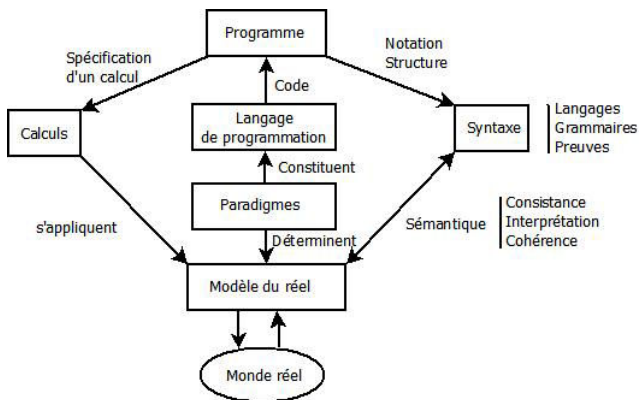 Programme
Spécification
d'un calcul
Notation
Structure
Code
Calculs
Langage
de programmation
Syntaxe
Langages
Grammaires
Preuves
Constituent
Paradigmes
s'appliquent
Déterminent
Sémantique
Consistance
Interprétation
Cohérence
Modèle du réel
Monde réel